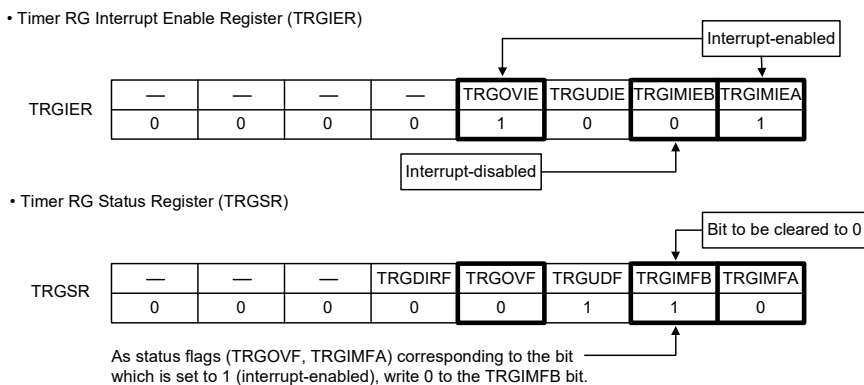 • Timer RG Interrupt Enable Register (TRGIER)
Interrupt-enabled
TRGIER
— — — — TRGOVIE TRGUDIE TRGIMIEB TRGIMIEA
0 0 0 0 1 0 0 1
Interrupt-disabled
• Timer RG Status Register (TRGSR)
Bit to be cleared to 0
TRGSR
— — — TRGDIRF TRGOVF TRGUDF TRGIMFB TRGIMFA
0 0 0 0 0 1 1 0
As status flags (TRGOVF, TRGIMFA) corresponding to the bit
which is set to 1 (interrupt-enabled), write 0 to the TRGIMFB bit.